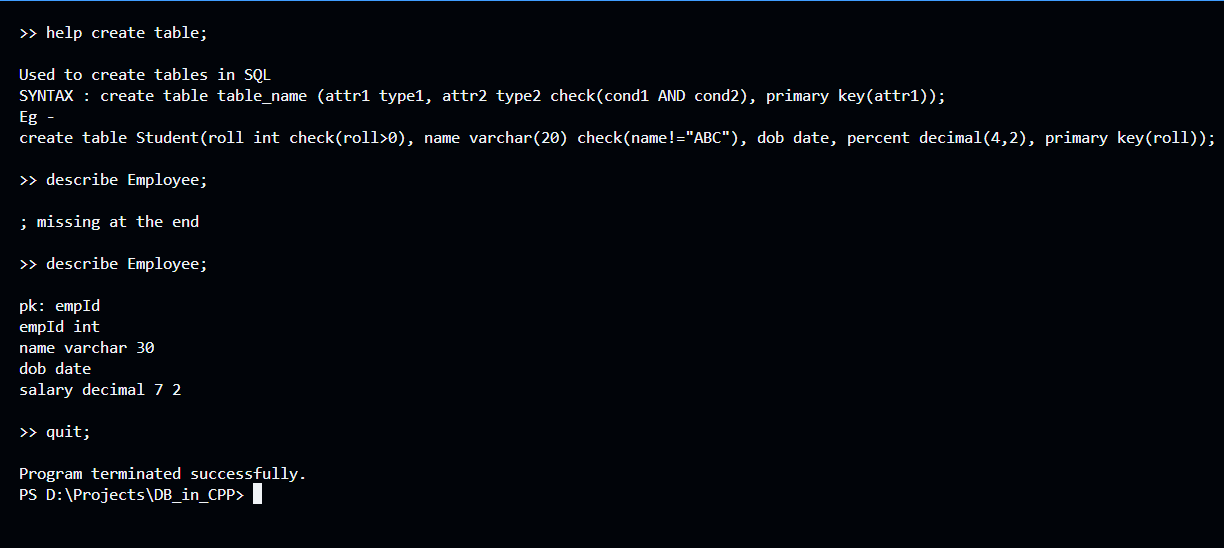 >> help create table;
Used to create tables in SQL
SYNTAX : create table table_name (attr1 type1, attr2 type2 check(cond1 AND cond2), primary key(attr1));
Eg -
create table Student(roll int check(roll>0), name varchar(20) check(name!="ABC"), dob date, percent decimal(4,2), primary key(roll));
>> describe Employee;
; missing at the end
>> describe Employee;
pk: empId
empId int
name varchar 30
dob date
salary decimal 7 2
>> quit;
Program terminated successfully.
PS D:\Projects\DB_in_CPP>